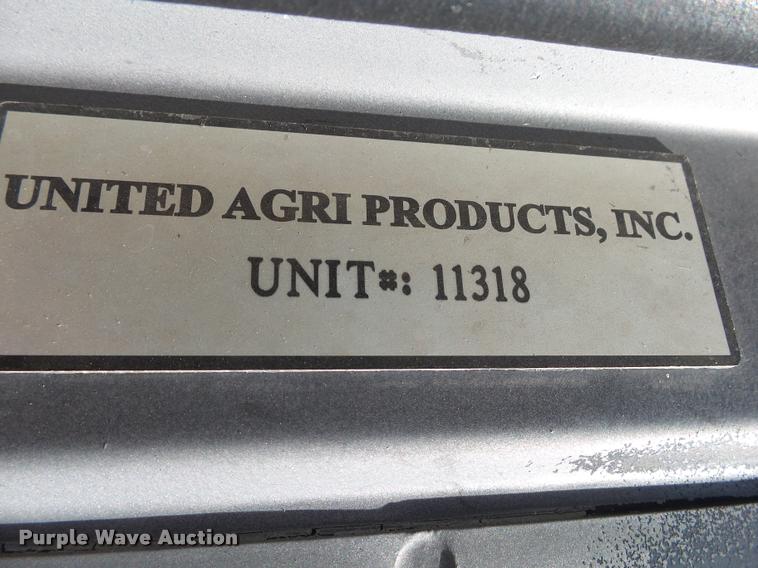 UNITED AGRI PRODUCTS, INC.
UNIT#: 11318
Purple Wave Auction